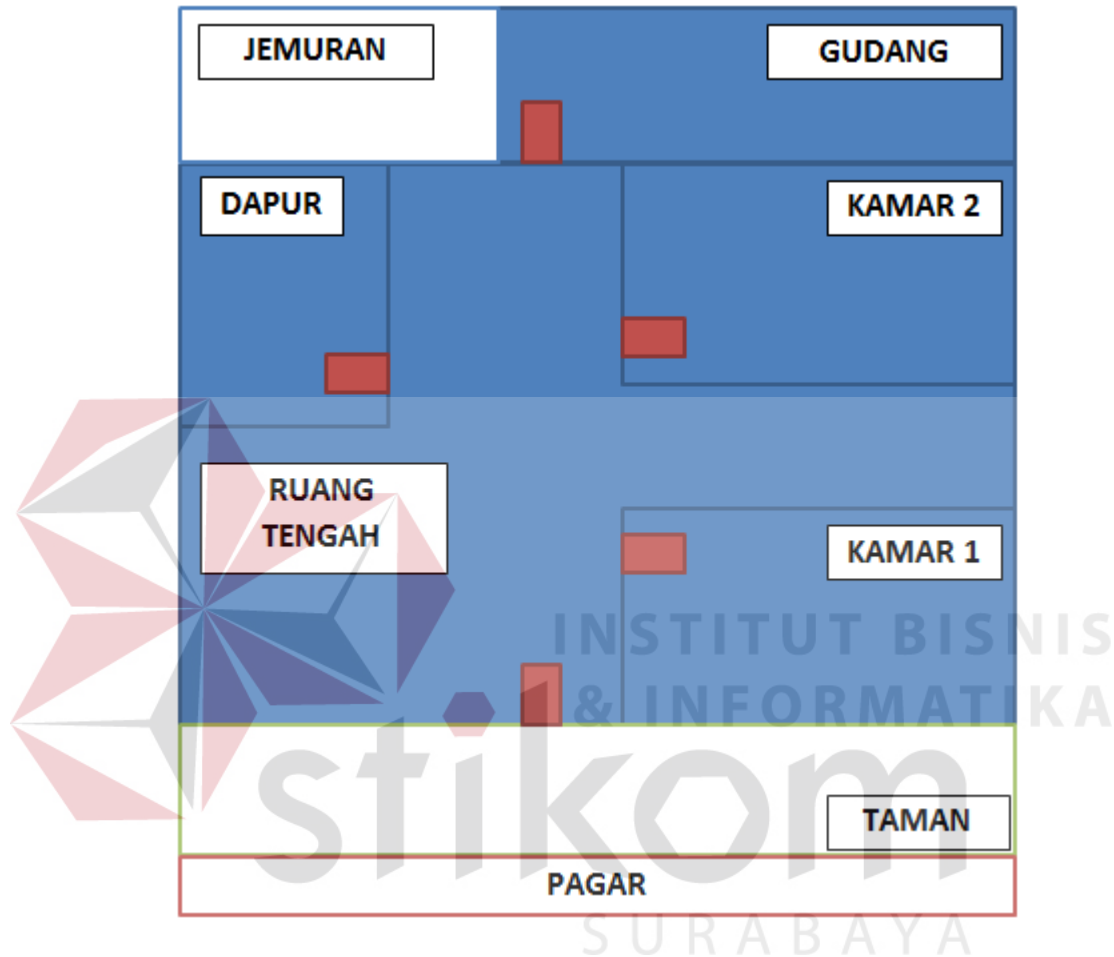 JEMURAN
GUDANG
DAPUR
KAMAR 2
RUANG
TENGAH
KAMAR 1
INSTITUT BISNIS
& INFORMATIKA
stikom
TAMAN
PAGAR
SURABAYA